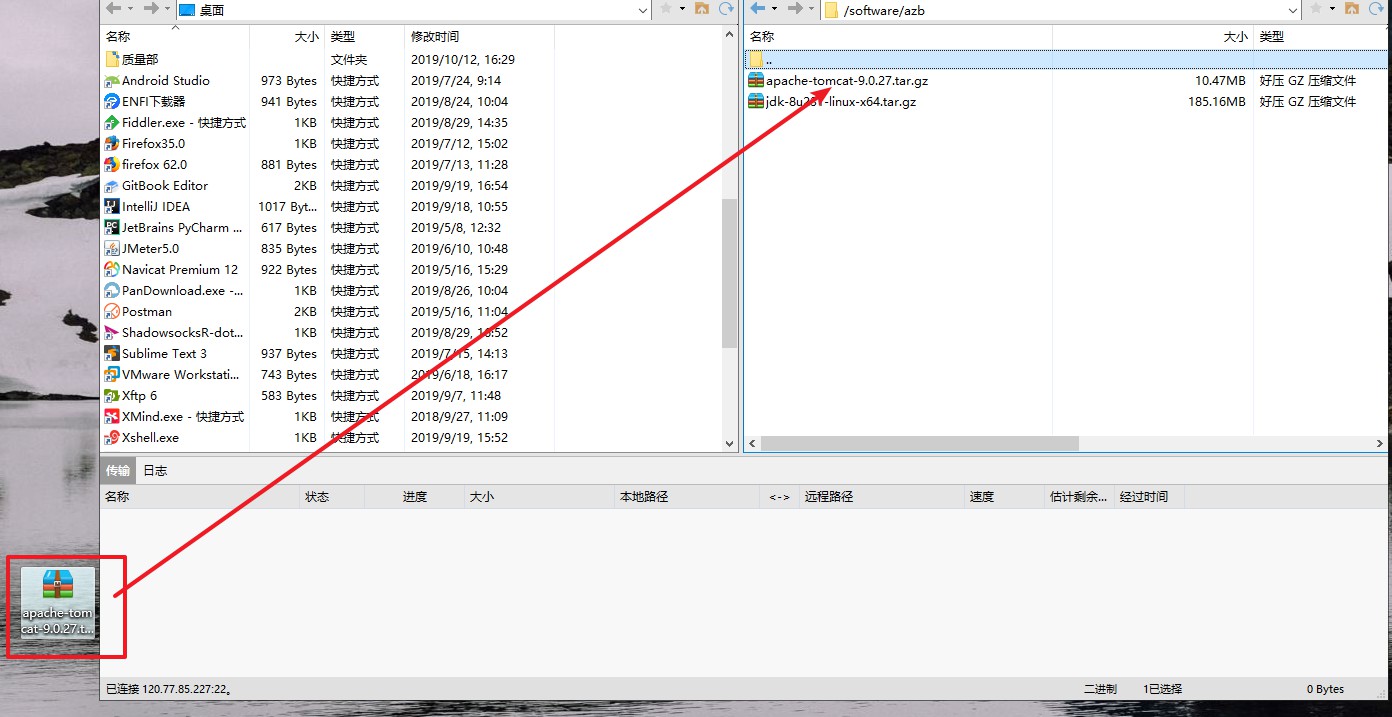 桌面
名称 大小 类型 修改时间
质量部 文件夹 2019/10/12, 16:29
Android Studio 973 Bytes 快捷方式 2019/7/24, 9:14
ENFI下载器 941 Bytes 快捷方式 2019/8/24, 10:04
Fiddler.exe - 快捷方式 1KB 快捷方式 2019/8/29, 14:35
Firefox35.0 1KB 快捷方式 2019/7/12, 15:02
firefox 62.0 881 Bytes 快捷方式 2019/7/13, 11:28
GitBook Editor 2KB 快捷方式 2019/9/19, 16:54
IntelliJ IDEA 1017 Byt... 快捷方式 2019/9/18, 10:55
JetBrains PyCharm ... 617 Bytes 快捷方式 2019/5/8, 12:32
JMeter5.0 835 Bytes 快捷方式 2019/6/10, 10:48
Navicat Premium 12 922 Bytes 快捷方式 2019/5/16, 15:29
PanDownload.exe -... 1KB 快捷方式 2019/8/26, 10:04
Postman 2KB 快捷方式 2019/5/16, 11:04
ShadowsocksR-dot... 1KB 快捷方式 2019/8/29, 16:52
Sublime Text 3 937 Bytes 快捷方式 2019/7/15, 14:13
VMware Workstati... 743 Bytes 快捷方式 2019/6/18, 16:17
Xftp 6 583 Bytes 快捷方式 2019/9/7, 11:48
XMind.exe - 快捷方式 1KB 快捷方式 2018/9/27, 11:09
Xshell.exe 1KB 快捷方式 2019/9/19, 15:52
/software/azb
名称 大小 类型
..
apache-tomcat-9.0.27.tar.gz 10.47MB 好压 GZ 压缩文件
185.16MB 好压 GZ 压缩文件
传输 日志
名称 状态 进度 大小 本地路径 <-> 远程路径 速度 估计剩余... 经过时间
apache-tom
cat-9.0.27.t...
已连接 120.77.85.227:22。 二进制 1已选择 0 Bytes